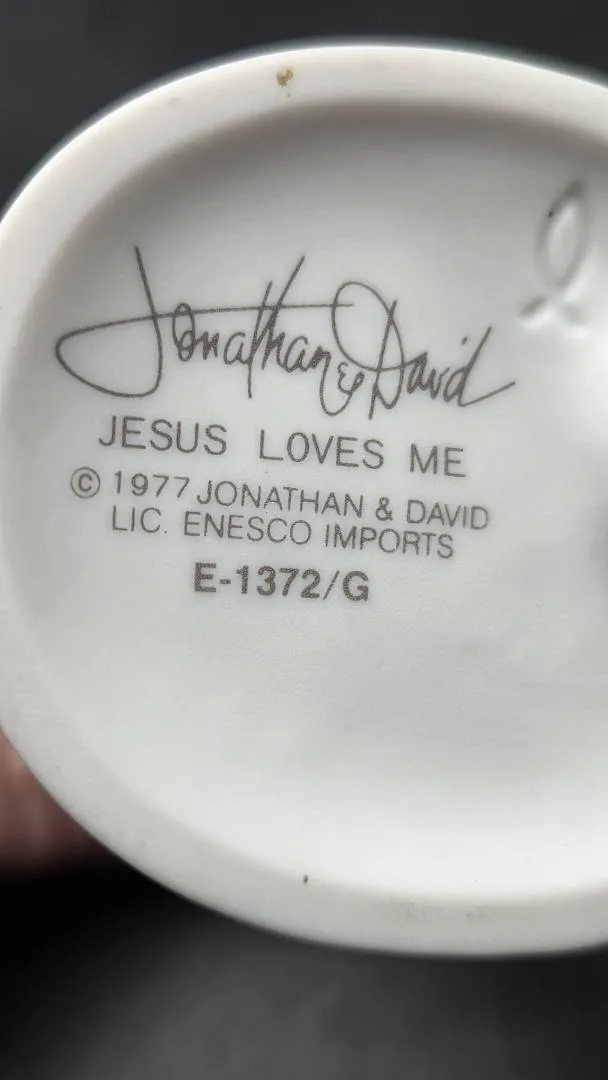 Jonathan & David
JESUS LOVES ME
© 1977 JONATHAN & DAVID
LIC. ENESCO IMPORTS
E-1372/G